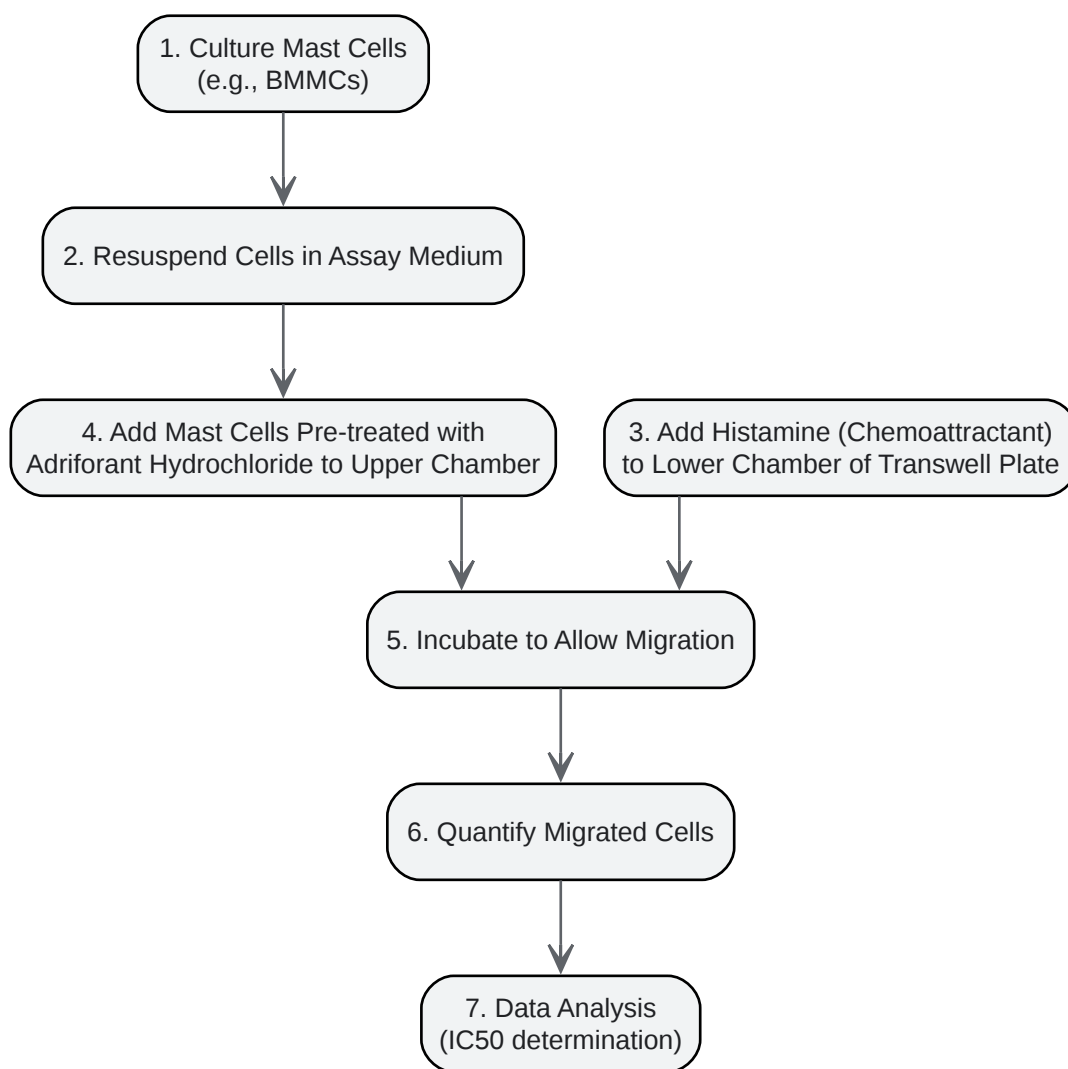 1. Culture Mast Cells
(e.g., BMMCs)
2. Resuspend Cells in Assay Medium
4. Add Mast Cells Pre-treated with
Adriforant Hydrochloride to Upper Chamber
3. Add Histamine (Chemoattractant)
to Lower Chamber of Transwell Plate
5. Incubate to Allow Migration
6. Quantify Migrated Cells
7. Data Analysis
(IC50 determination)